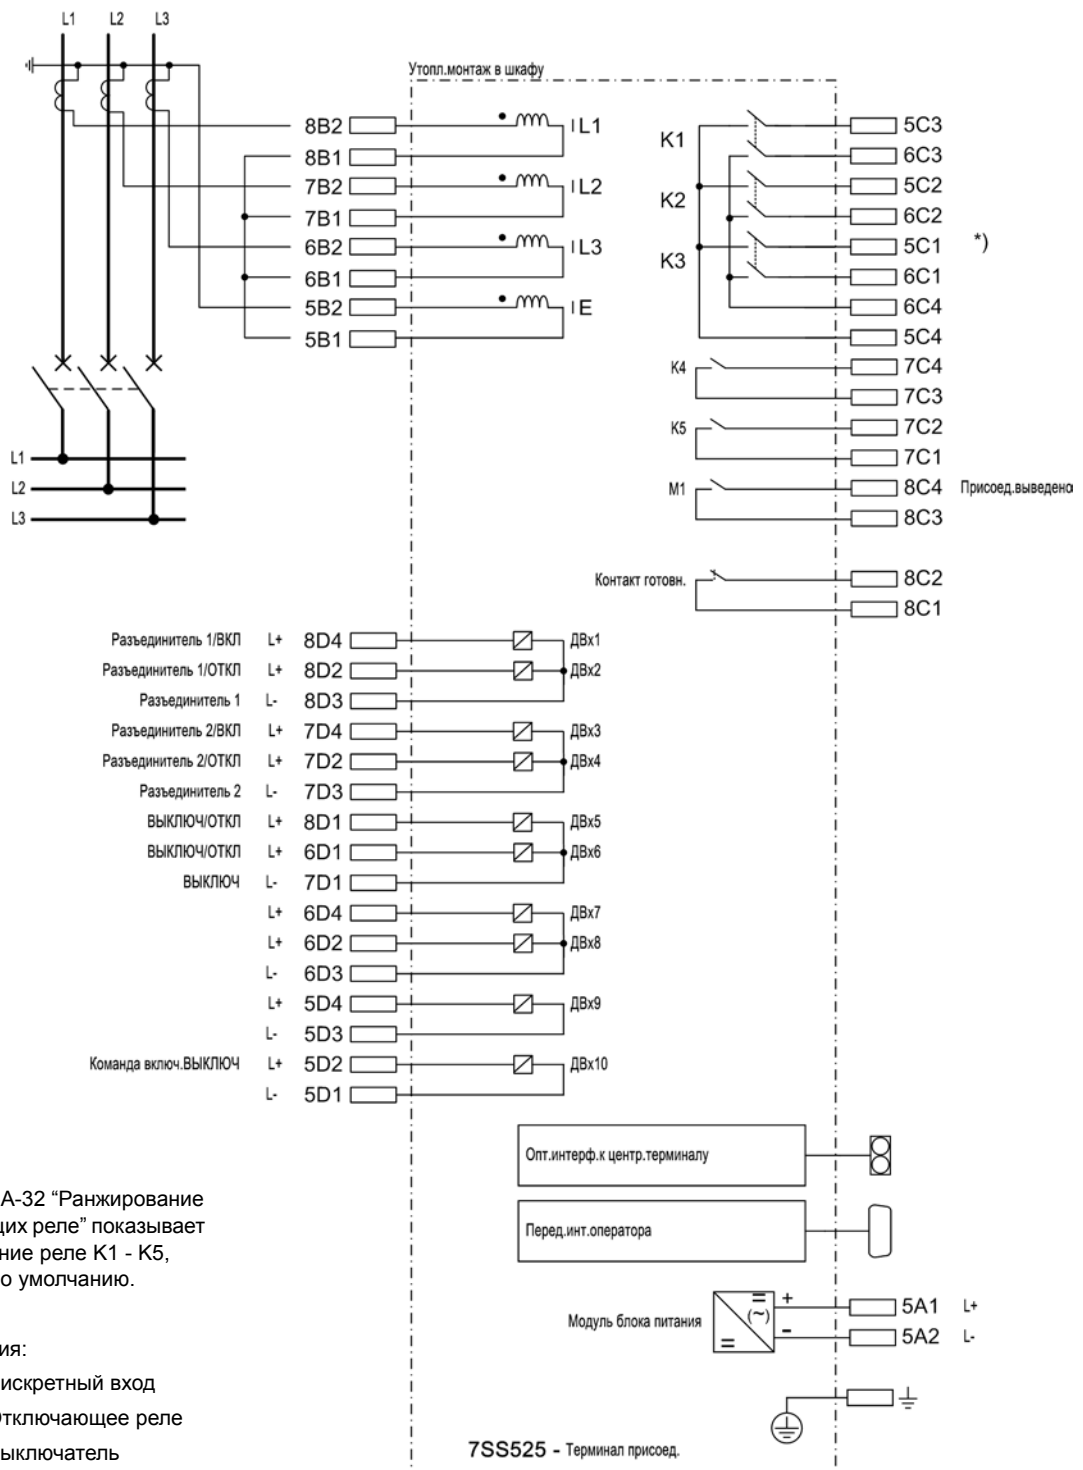 L1 L2 L3
Утопл.монтаж в шкафу
8B2 I L1 K1 5C3
8B1 6C3
7B2 I L2 K2 5C2
7B1 6C2
6B2 I L3 5C1 *)
6B1 K3 6C1
5B2 I E 6C4
5B1 5C4
K4 7C4
7C3
K5 7C2
L1 7C1
L2 M1 8C4 Присоед.выведено
L3 8C3
Контакт готовн. 8C2
8C1
Разъединитель 1/ВКЛ L+ 8D4 ДВх1
Разъединитель 1/ОТКЛ L+ 8D2 ДВх2
Разъединитель 1 L- 8D3
Разъединитель 2/ВКЛ L+ 7D4 ДВх3
Разъединитель 2/ОТКЛ L+ 7D2 ДВх4
Разъединитель 2 L- 7D3
ВЫКЛЮЧ/ОТКЛ L+ 8D1 ДВх5
ВЫКЛЮЧ/ОТКЛ L+ 6D1 ДВх6
ВЫКЛЮЧ L- 7D1
L+ 6D4 ДВх7
L+ 6D2 ДВх8
L- 6D3
L+ 5D4 ДВх9
L- 5D3
Команда включ.ВЫКЛЮЧ L+ 5D2 ДВх10
L- 5D1
Опт.интерф.к центр.терминалу
А-32 “Ранжирование
щих реле” показывает
Перед.инт.оператора
ние реле K1 - K5,
о умолчанию.
= + 5A1 L+
Модуль блока питания (~)
= - 5A2 L-
ия:
искретный вход
Отключающее реле
ыключатель
7SS525 - Терминал присоед.